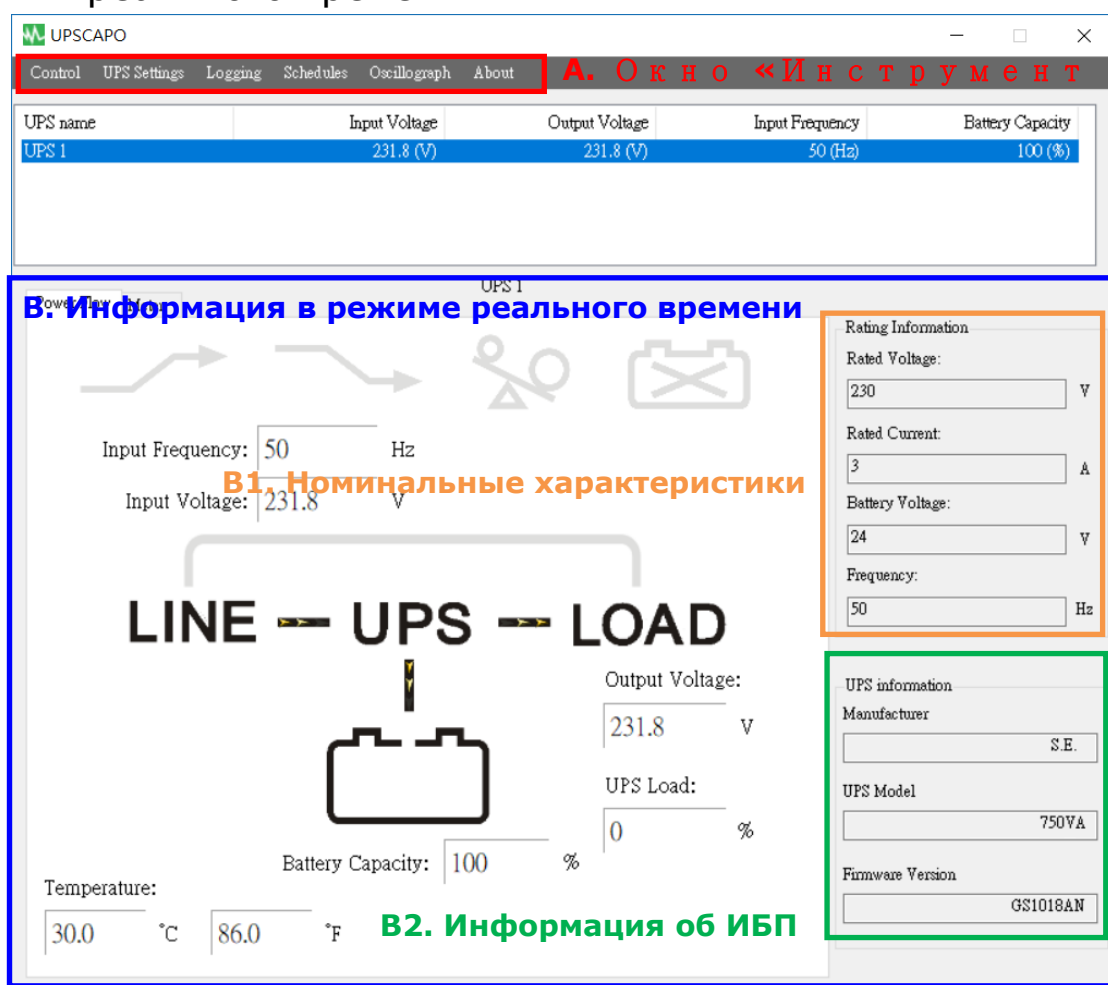 UPSCAPO
Control UPS Settings Logging Schedules Oscillograph About
A. Окно «Инструмент
UPS name Input Voltage Output Voltage Input Frequency Battery Capacity
UPS 1 231.8 (V) 231.8 (V) 50 (Hz) 100 (%)
UPS 1
B. Информация в режиме реального времени
Rating Information
Rated Voltage:
230 V
Rated Current:
3 A
Battery Voltage:
24 V
Frequency:
50 Hz
Input Frequency: 50 Hz
B1. Номинальные характеристики
Input Voltage: 231.8 V
LINE UPS LOAD
Output Voltage:
231.8 V
UPS Load:
0 %
Battery Capacity: 100 %
Temperature:
30.0 °C 86.0 °F
B2. Информация об ИБП
UPS information
Manufacturer
S.E.
UPS Model
750VA
Firmware Version
GS1018AN